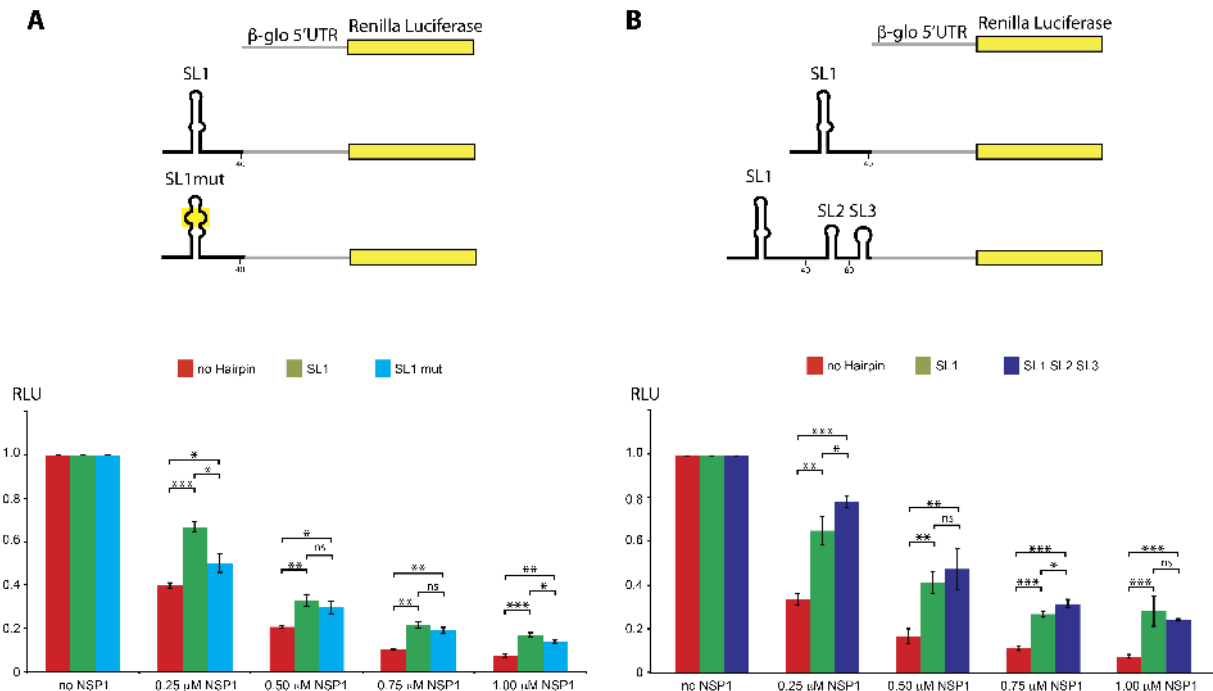 A
Renilla Luciferase
β-glo 5'UTR
SL1
40
SL1mut
40
no Hairpin SL1 SL1 mut
RLU
1.0
0.8
0.6
0.4
0.2
0
*
*
***
*
ns
**
**
ns
**
**
*
***
no NSP1 0.25 μM NSP1 0.50 μM NSP1 0.75 μM NSP1 1.00 μM NSP1
B
Renilla Luciferase
β-glo 5'UTR
SL1
40
SL1
SL2 SL3
40 80
no Hairpin SL1 SL1 SL2 SL3
RLU
1.0
0.8
0.6
0.4
0.2
0
***
*
**
**
ns
**
***
*
***
***
ns
***
no NSP1 0.25 μM NSP1 0.50 μM NSP1 0.75 μM NSP1 1.00 μM NSP1